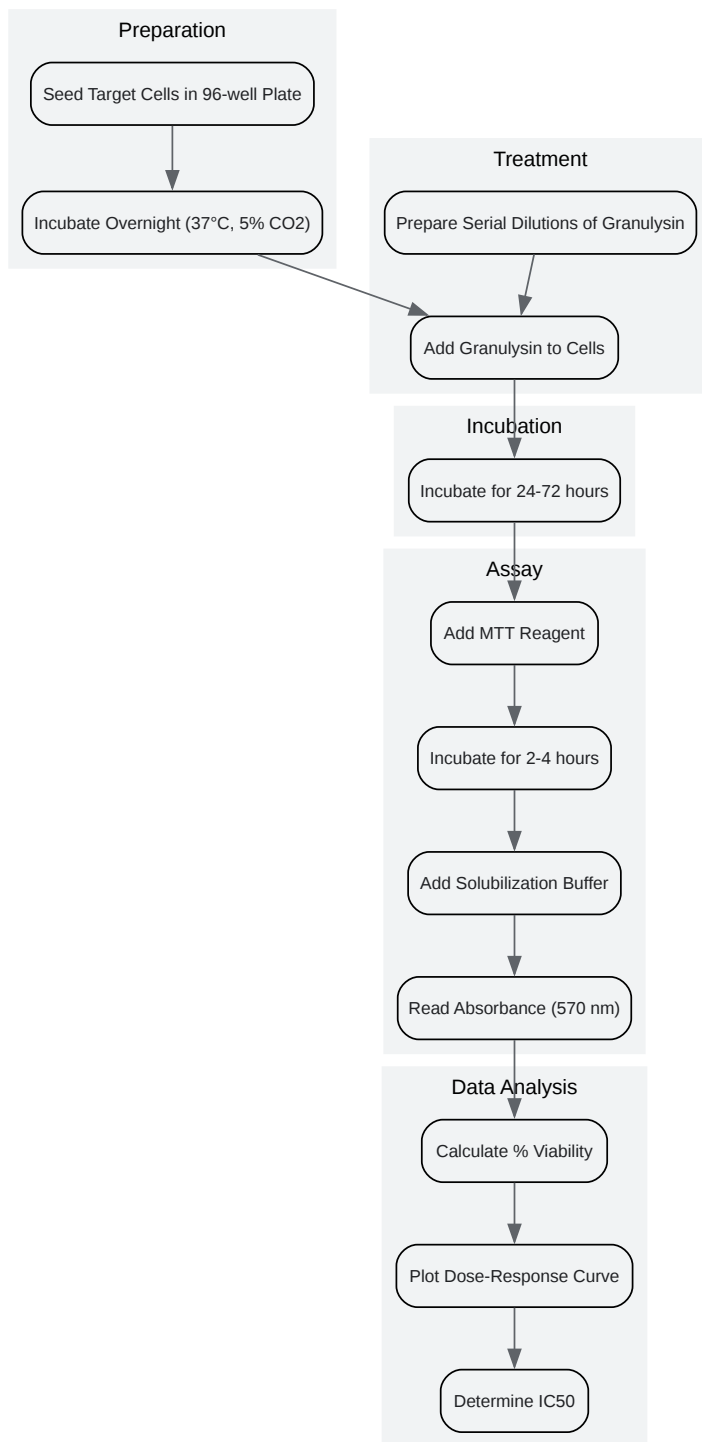 Preparation
Seed Target Cells in 96-well Plate
Incubate Overnight (37°C, 5% CO2)
Treatment
Prepare Serial Dilutions of Granulysin
Add Granulysin to Cells
Incubation
Incubate for 24-72 hours
Assay
Add MTT Reagent
Incubate for 2-4 hours
Add Solubilization Buffer
Read Absorbance (570 nm)
Data Analysis
Calculate % Viability
Plot Dose-Response Curve
Determine IC50